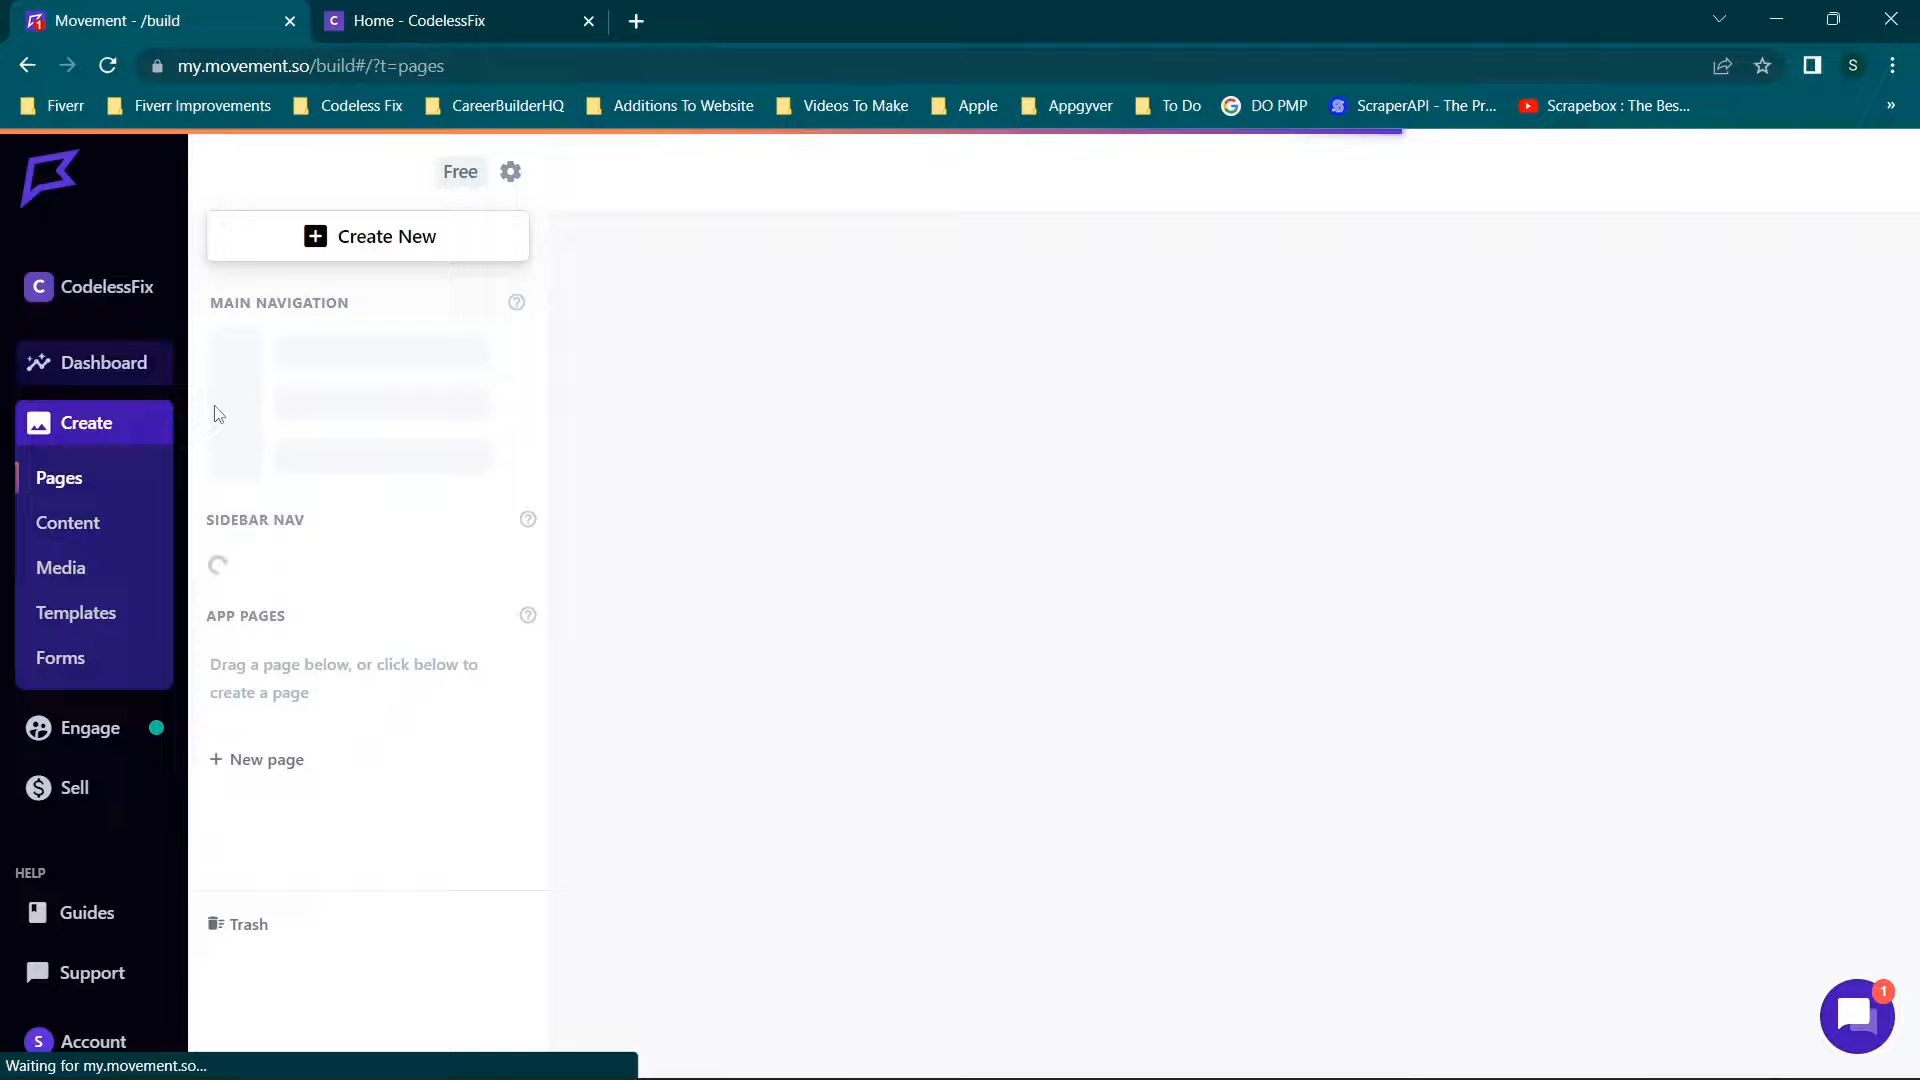 Movement - /build
C Home - CodelessFix
my.movement.so/build#/?t=pages
S
Fiverr
Fiverr Improvements
Codeless Fix
CareerBuilderHQ
Additions To Website
Videos To Make
Apple
Appgyver
To Do
DO PMP
ScraperAPI - The Pr...
Scrapebox : The Bes...
»
Free
Create New
C CodelessFix
MAIN NAVIGATION
Dashboard
Create
Pages
Content
Media
Templates
Forms
SIDEBAR NAV
APP PAGES
Drag a page below, or click below to
create a page
+ New page
Engage
Sell
HELP
Guides
Trash
Support
S Account
1
Waiting for my.movement.so...